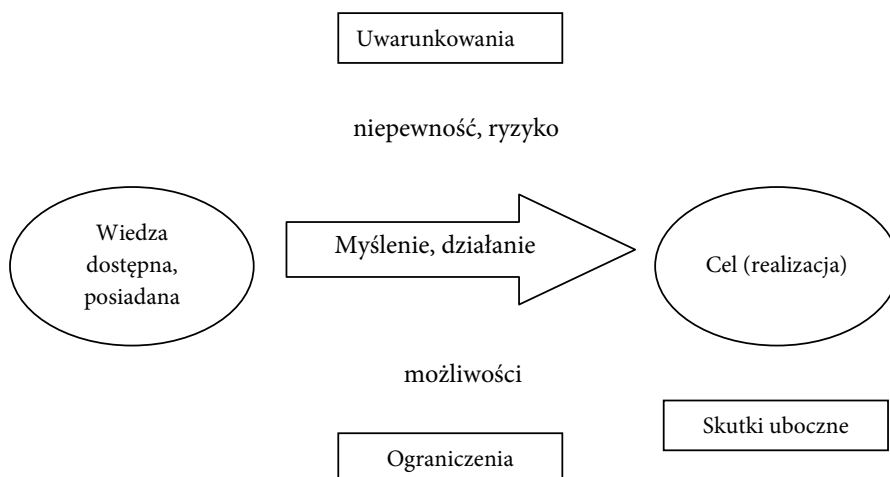 Uwarunkowania
niepewność, ryzyko
Wiedza
dostępna,
posiadana
Myślenie, działanie
Cel (realizacja)
możliwości
Skutki uboczne
Ograniczenia